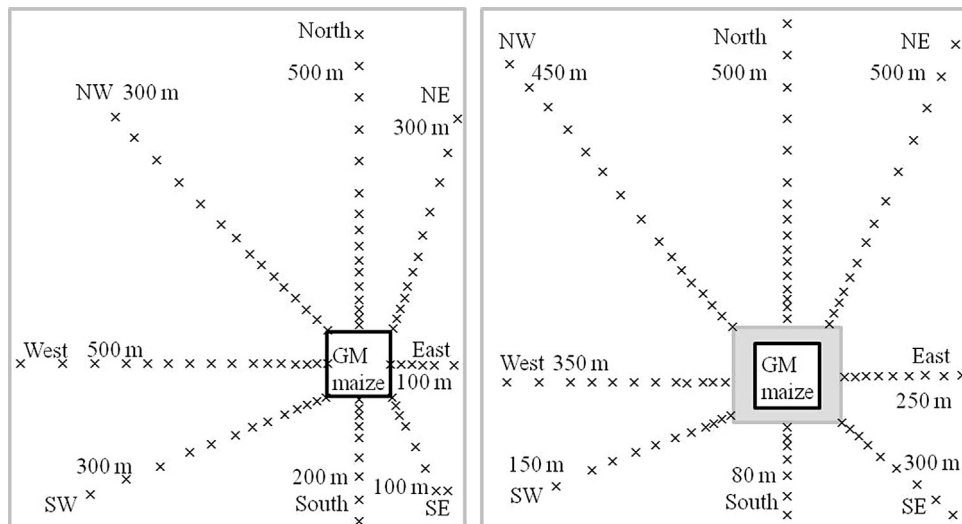 North
500 m
NW 300 m
NE
300 m
West 500 m
GM
maize
East
100 m
300 m
SW
200 m
South
100 m
SE
NW
450 m
North
500 m
NE
500 m
West 350 m
GM
maize
East
250 m
150 m
SW
80 m
South
300 m
SE